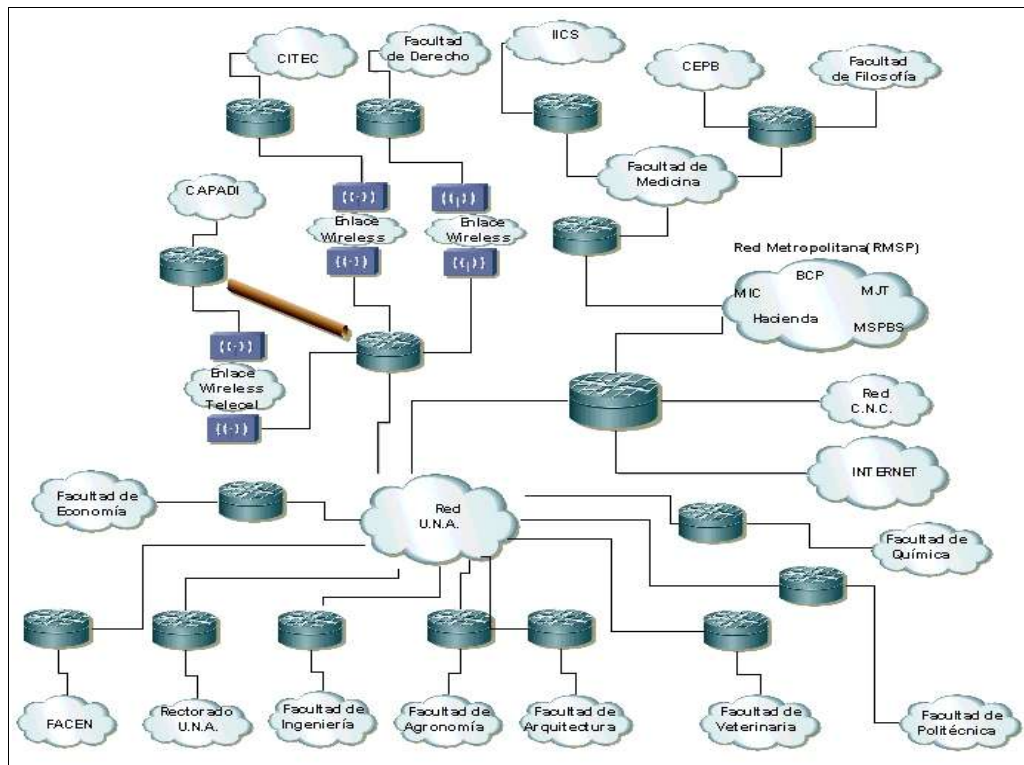 CITEC
Facultad
de Derecho
IICS
CEPB
Facultad
de Filosofía
Facultad de
Medicina
CAPADI
Enlace
Wireless
Enlace
Wireless
Red Metropolitana(RMSP)
BCP
MIC
MJT
Hacienda
MSPBS
Enlace
Wireless
Telecel
Red
C.N.C.
INTERNET
Facultad de
Economía
Red
U.N.A.
Facultad de
Química
FACEN
Rectorado
U.N.A.
Facultad de
Ingeniería
Facultad de
Agronomía
Facultad de
Arquitectura
Facultad de
Veterinaria
Facultad de
Politécnica